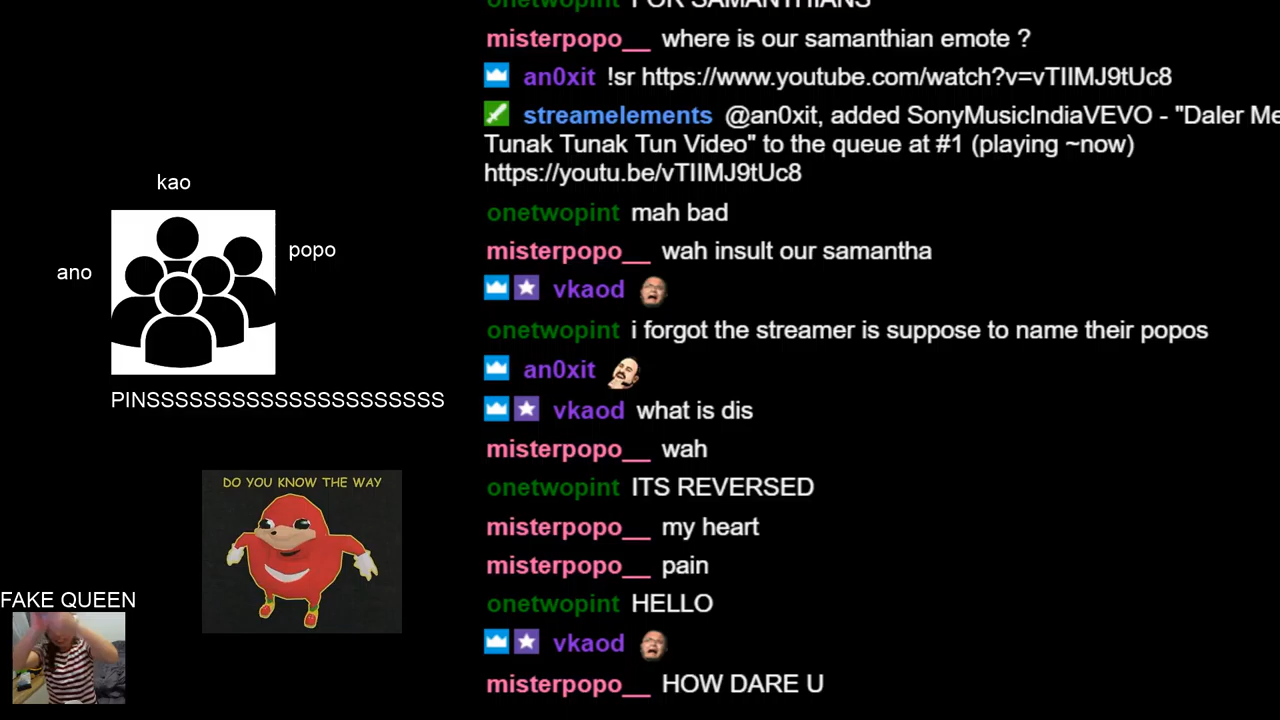 onetwopint FOR SAMANTHIANS
misterpopo__ where is our samanthian emote ?
an0xit !sr https://www.youtube.com/watch?v=vTIIMJ9tUc8
streamelements @an0xit, added SonyMusicIndiaVEVO - "Daler Me
Tunak Tunak Tun Video" to the queue at #1 (playing ~now)
https://youtu.be/vTIIMJ9tUc8
onetwopint mah bad
misterpopo__ wah insult our samantha
vkaod
onetwopint i forgot the streamer is suppose to name their popos
an0xit
vkaod what is dis
misterpopo__ wah
onetwopint ITS REVERSED
misterpopo__ my heart
misterpopo__ pain
onetwopint HELLO
vkaod
misterpopo__ HOW DARE U
kao
popo
ano
PINSSSSSSSSSSSSSSSSSSSSS
DO YOU KNOW THE WAY
FAKE QUEEN